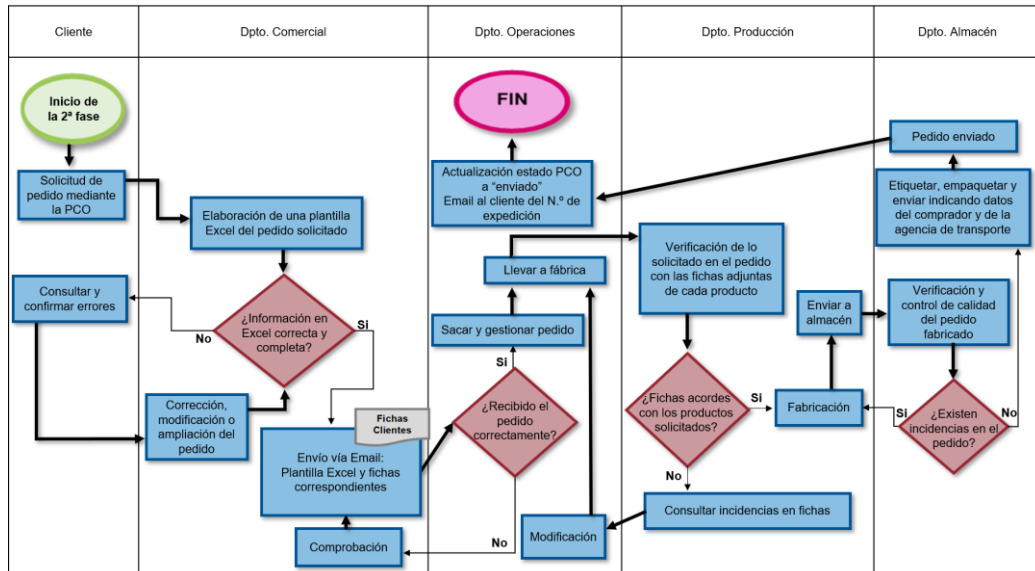 Cliente
Dpto. Comercial
Dpto. Operaciones
Dpto. Producción
Dpto. Almacén
Inicio de
la 2ª fase
FIN
Pedido enviado
Solicitud de
pedido mediante
la PCO
Elaboración de una plantilla
Excel del pedido solicitado
Actualización estado PCO
a “enviado”
Email al cliente del N.º de
expedición
Etiquetar, empaquetar y
enviar indicando datos
del comprador y de la
agencia de transporte
Verificación de lo
solicitado en el pedido
con las fichas adjuntas
de cada producto
Llevar a fábrica
Consultar y
confirmar errores
¿Información en
Excel correcta y
completa?
No
Si
Sacar y gestionar pedido
Enviar a
almacén
Verificación y
control de calidad
del pedido
fabricado
Si
Corrección,
modificación o
ampliación del
pedido
Fichas
Clientes
¿Recibido el
pedido
correctamente?
¿Fichas acordes
con los productos
solicitados?
Si
Fabricación
Si
¿Existen
incidencias en el
pedido?
No
Envío vía Email:
Plantilla Excel y fichas
correspondientes
No
Consultar incidencias en fichas
Modificación
No
Comprobación